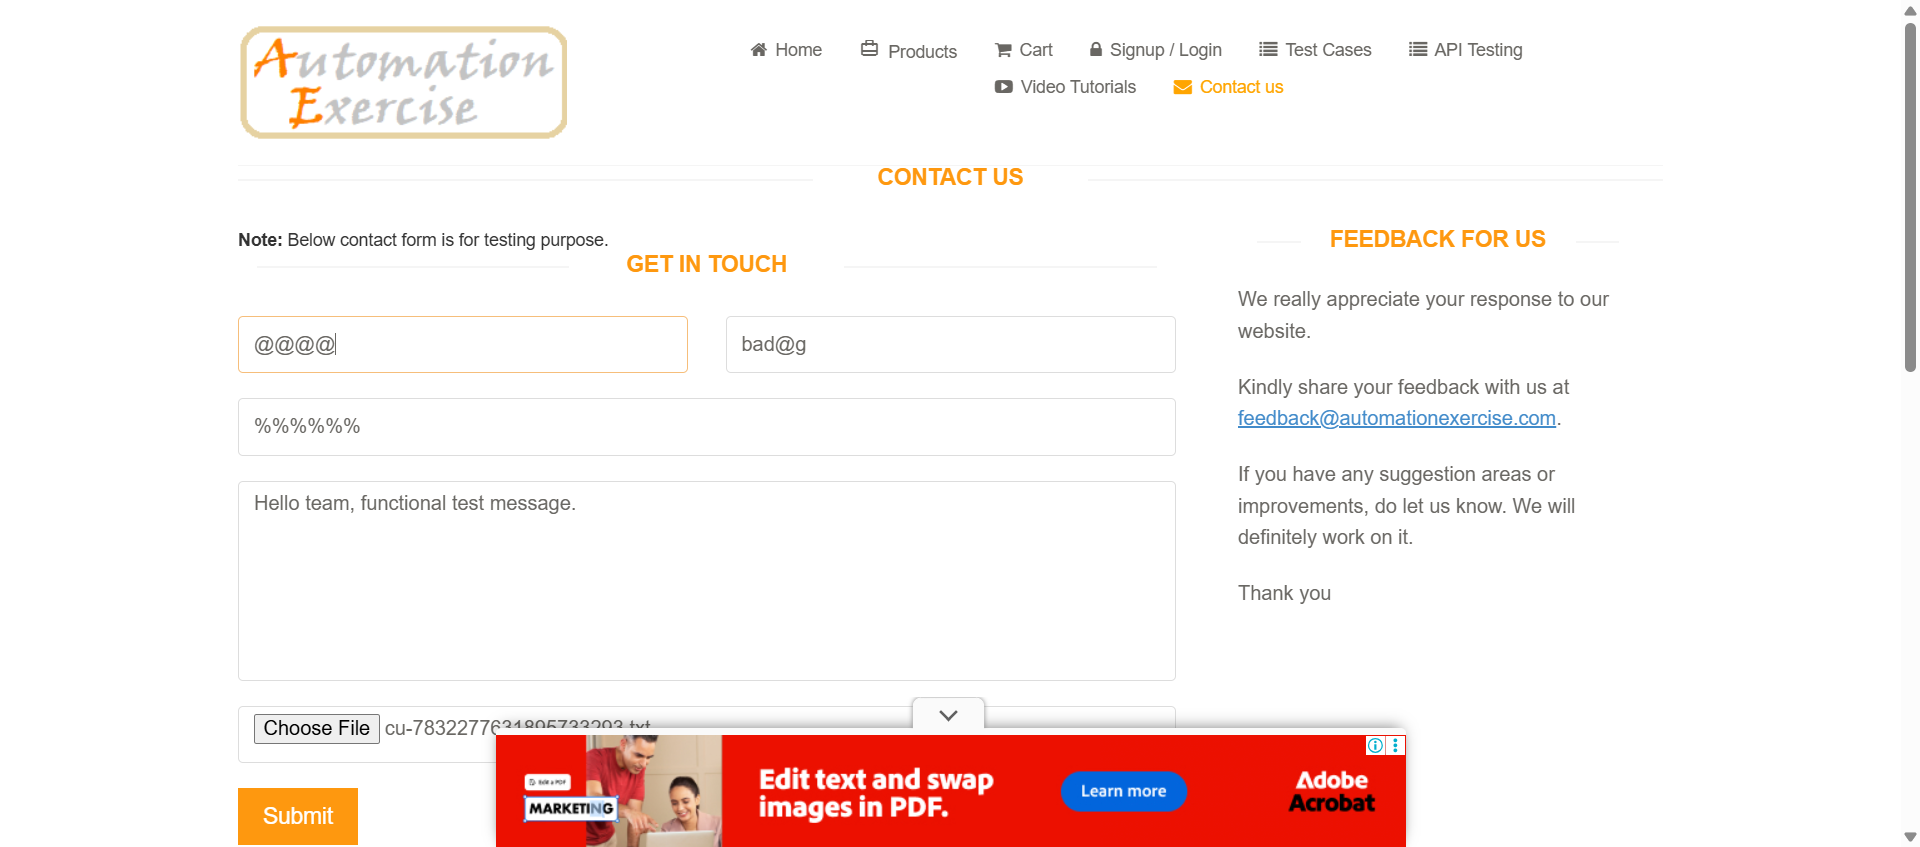 Automation
Exercise
Home
Products
Cart
Signup / Login
Test Cases
API Testing
Video Tutorials
Contact us
CONTACT US
Note: Below contact form is for testing purpose.
GET IN TOUCH
@@@@
bad@g
%%%%%%
Hello team, functional test message.
Choose File cu-7832277631895733293.txt
Submit
FEEDBACK FOR US
We really appreciate your response to our
website.
Kindly share your feedback with us at
feedback@automationexercise.com.
If you have any suggestion areas or
improvements, do let us know. We will
definitely work on it.
Thank you
Edit a PDF
MARKETING
Edit text and swap
images in PDF.
Learn more
Adobe
Acrobat